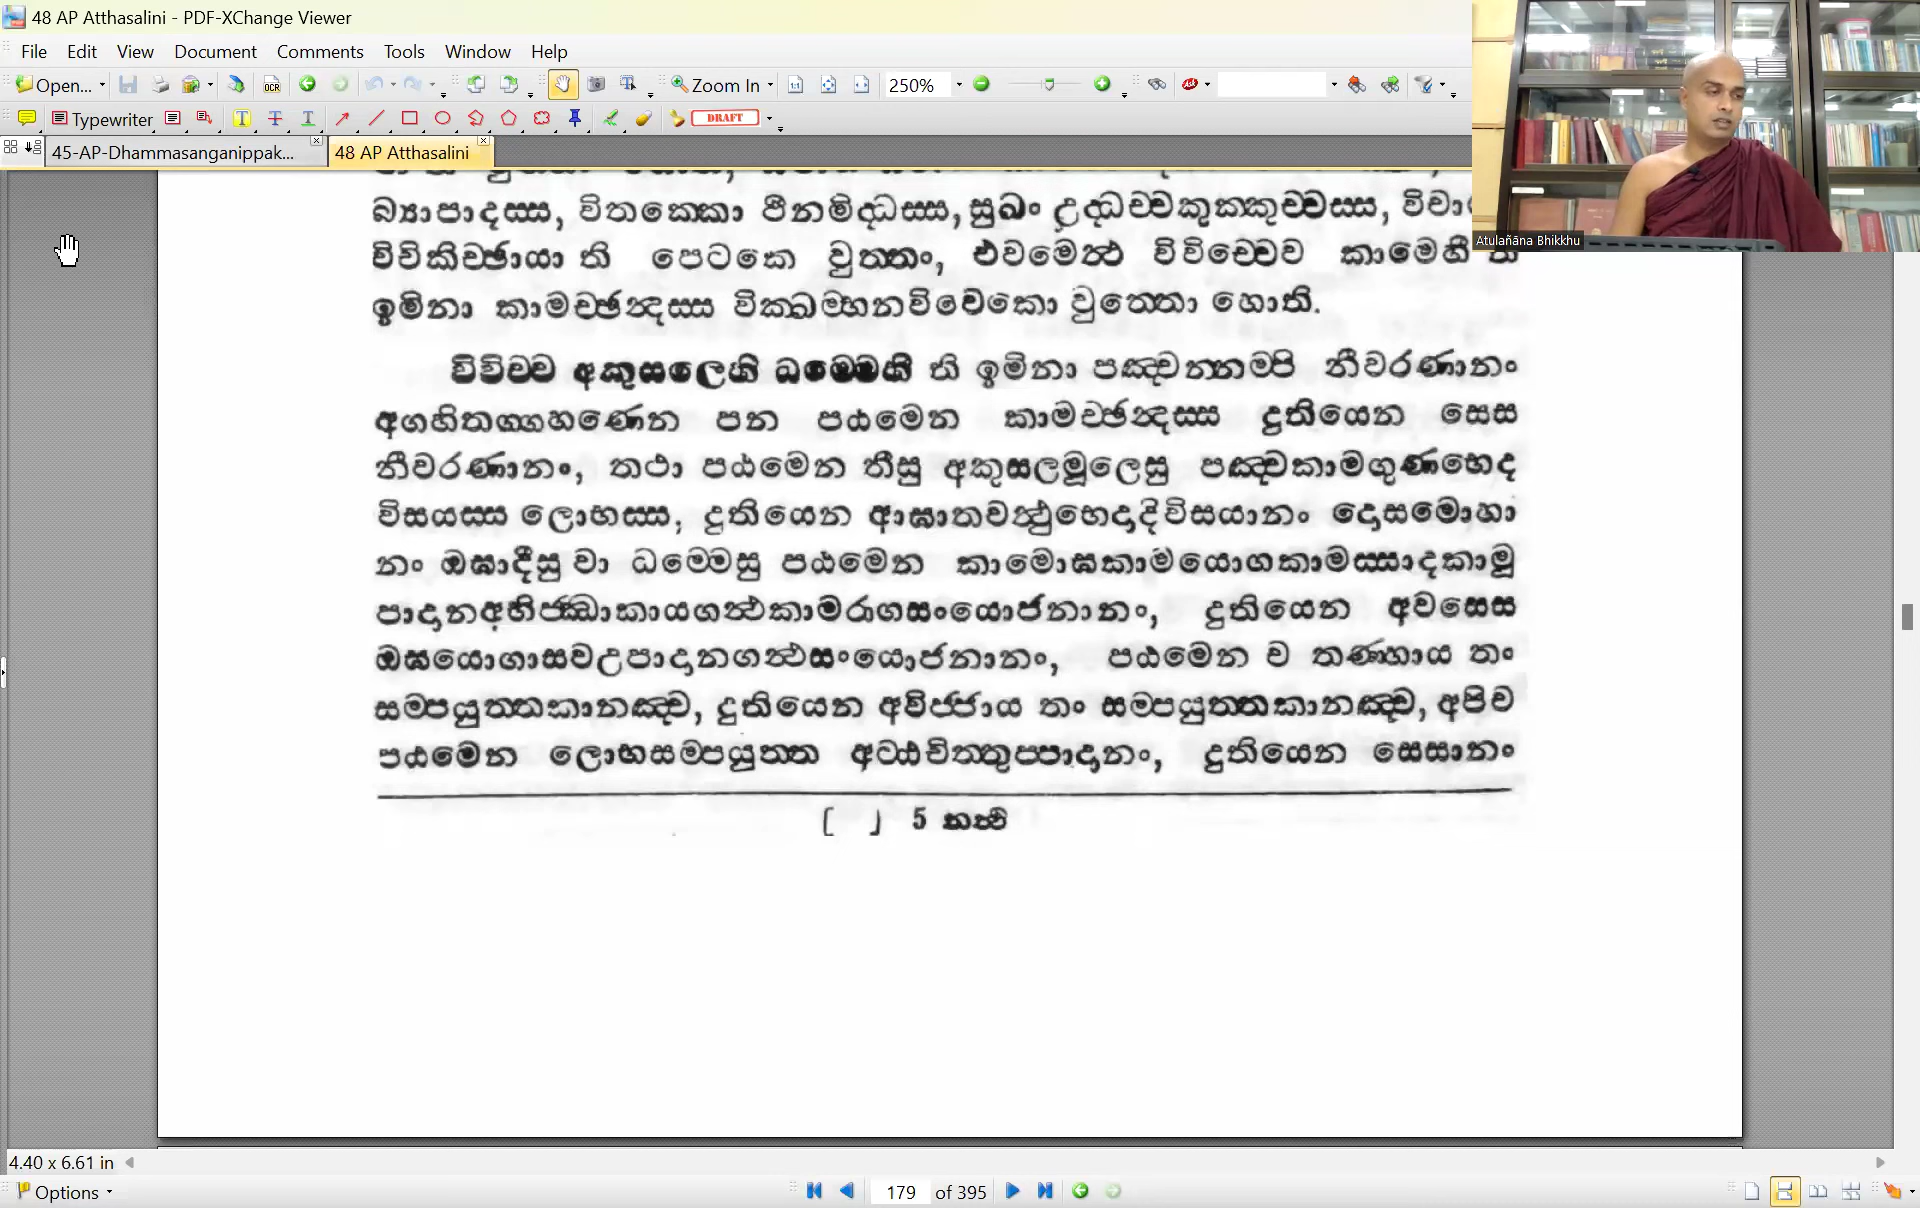 48 AP Atthasalini - PDF-XChange Viewer
File Edit View Document Comments Tools Window Help
Open... OCR Zoom In 250%
Typewriter DRAFT
45-AP-Dhammasanganippak... 48 AP Atthasalini
Atulañāna Bhikkhu
බ්‍යාපාදස්ස, විතක්කො ථීනමිද්ධස්ස, සුඛං උද්ධච්චකුක්කුච්චස්ස,
විචිකිච්ඡායා ති පෙටකෙ වුත්තං, එවමෙත්ථ විවිච්චෙව කාමෙහී ති
ඉමිනා කාමච්ඡන්දස්ස වික්ඛම්භනවිවෙකො වුත්තො හොති.
විවිච්ච අකුසලෙහි ධම්මෙහී ති ඉමිනා පඤ්චන්නම්පි නීවරණානං
අගහිතග්ගහණෙන පන පඨමෙන කාමච්ඡන්දස්ස දුතියෙන සෙස
නීවරණානං, තථා පඨමෙන තීසු අකුසලමූලෙසු පඤ්චකාමගුණභෙද
විසයස්ස ලොභස්ස, දුතියෙන ආඝාතවත්ථුභෙදාදිවිසයානං දොසමොහා
නං ඔඝාදීසු වා ධම්මෙසු පඨමෙන කාමොඝකාමයොගකාමස්සාදකාමූ
පාදානඅභිජ්ඣාකායගන්ථකාමරාගසංයොජනානං, දුතියෙන අවසෙස
ඔඝයොගාසවඋපාදානගන්ථසංයොජනානං, පඨමෙන ච තණ්හාය තං
සම්පයුත්තකානඤ්ච, දුතියෙන අවිජ්ජාය තං සම්පයුත්තකානඤ්ච, අපිච
පඨමෙන ලොභසම්පයුත්ත අට්ඨචිත්තුප්පාදානං, දුතියෙන සෙසානං
[ ] 5 කත්‍ථචි
4.40 x 6.61 in
Options 179 of 395